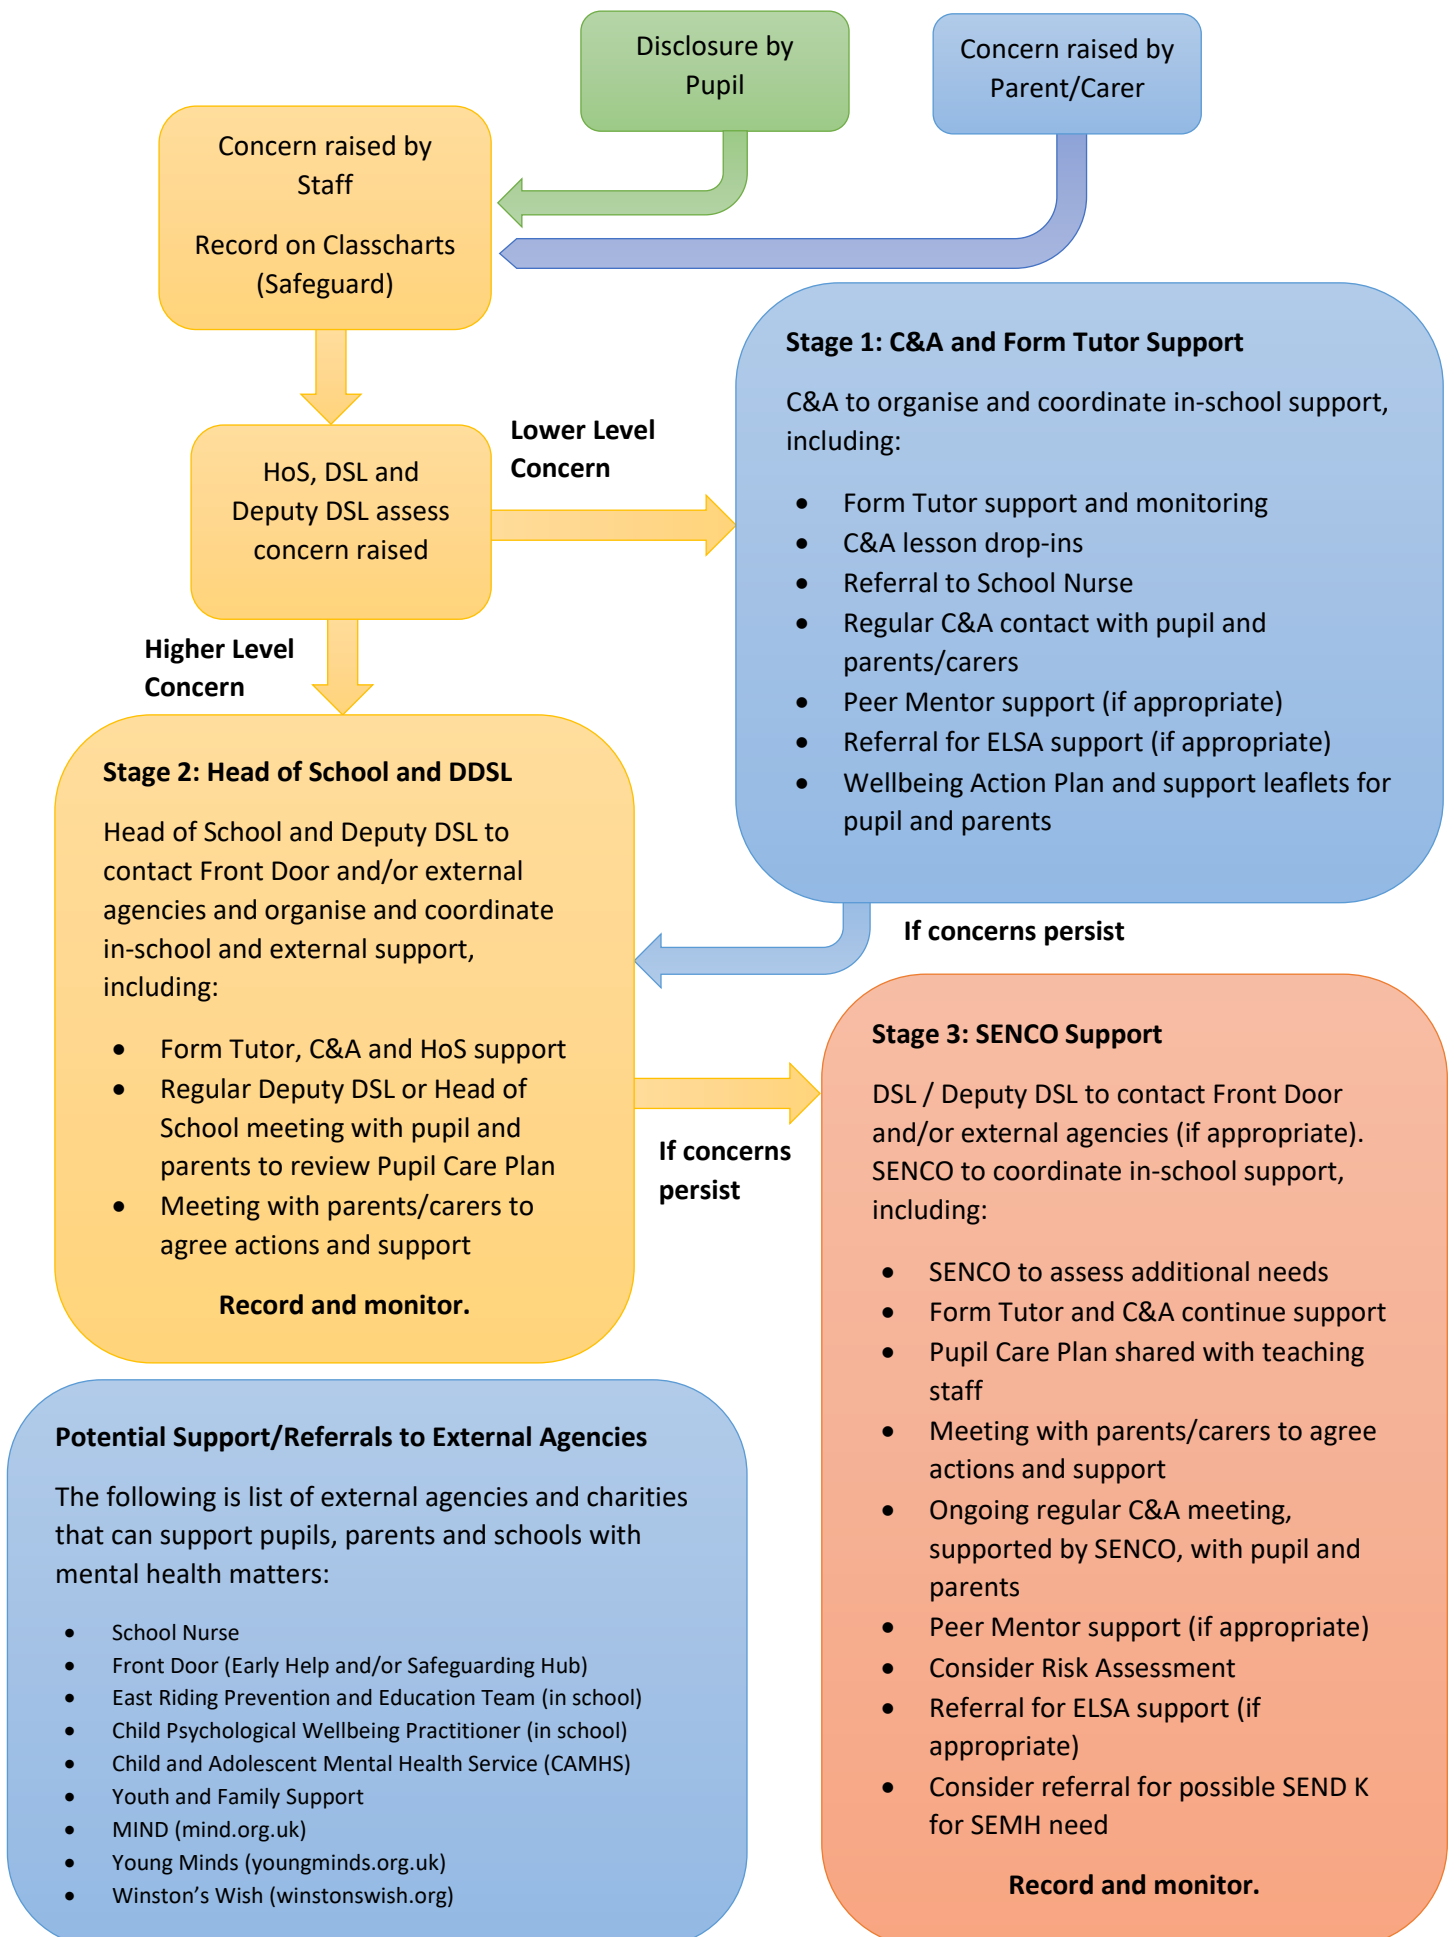 Disclosure by
Pupil
Concern raised by
Parent/Carer
Concern raised by
Staff
Record on Classcharts
(Safeguard)
HoS, DSL and
Deputy DSL assess
concern raised
Lower Level
Concern
Higher Level
Concern
Stage 1: C&A and Form Tutor Support
C&A to organise and coordinate in-school support,
including:
• Form Tutor support and monitoring
• C&A lesson drop-ins
• Referral to School Nurse
• Regular C&A contact with pupil and
parents/carers
• Peer Mentor support (if appropriate)
• Referral for ELSA support (if appropriate)
• Wellbeing Action Plan and support leaflets for
pupil and parents
If concerns persist
Stage 2: Head of School and DDSL
Head of School and Deputy DSL to
contact Front Door and/or external
agencies and organise and coordinate
in-school and external support,
including:
• Form Tutor, C&A and HoS support
• Regular Deputy DSL or Head of
School meeting with pupil and
parents to review Pupil Care Plan
• Meeting with parents/carers to
agree actions and support
Record and monitor.
If concerns
persist
Stage 3: SENCO Support
DSL / Deputy DSL to contact Front Door
and/or external agencies (if appropriate).
SENCO to coordinate in-school support,
including:
• SENCO to assess additional needs
• Form Tutor and C&A continue support
• Pupil Care Plan shared with teaching
staff
• Meeting with parents/carers to agree
actions and support
• Ongoing regular C&A meeting,
supported by SENCO, with pupil and
parents
• Peer Mentor support (if appropriate)
• Consider Risk Assessment
• Referral for ELSA support (if
appropriate)
• Consider referral for possible SEND K
for SEMH need
Record and monitor.
Potential Support/Referrals to External Agencies
The following is list of external agencies and charities
that can support pupils, parents and schools with
mental health matters:
• School Nurse
• Front Door (Early Help and/or Safeguarding Hub)
• East Riding Prevention and Education Team (in school)
• Child Psychological Wellbeing Practitioner (in school)
• Child and Adolescent Mental Health Service (CAMHS)
• Youth and Family Support
• MIND (mind.org.uk)
• Young Minds (youngminds.org.uk)
• Winston’s Wish (winstonswish.org)